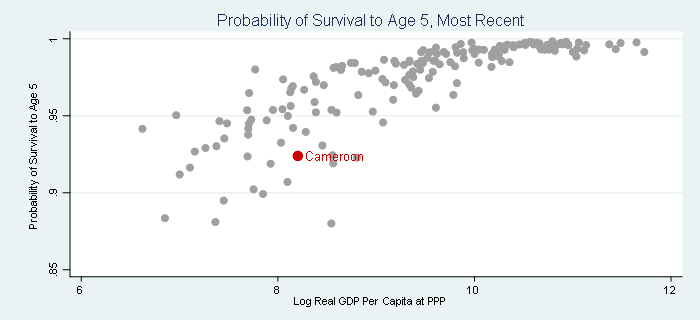 Probability of Survival to Age 5, Most Recent
Probability of Survival to Age 5
1
.95
.9
.85
Cameroon
6 8 10 12
Log Real GDP Per Capita at PPP